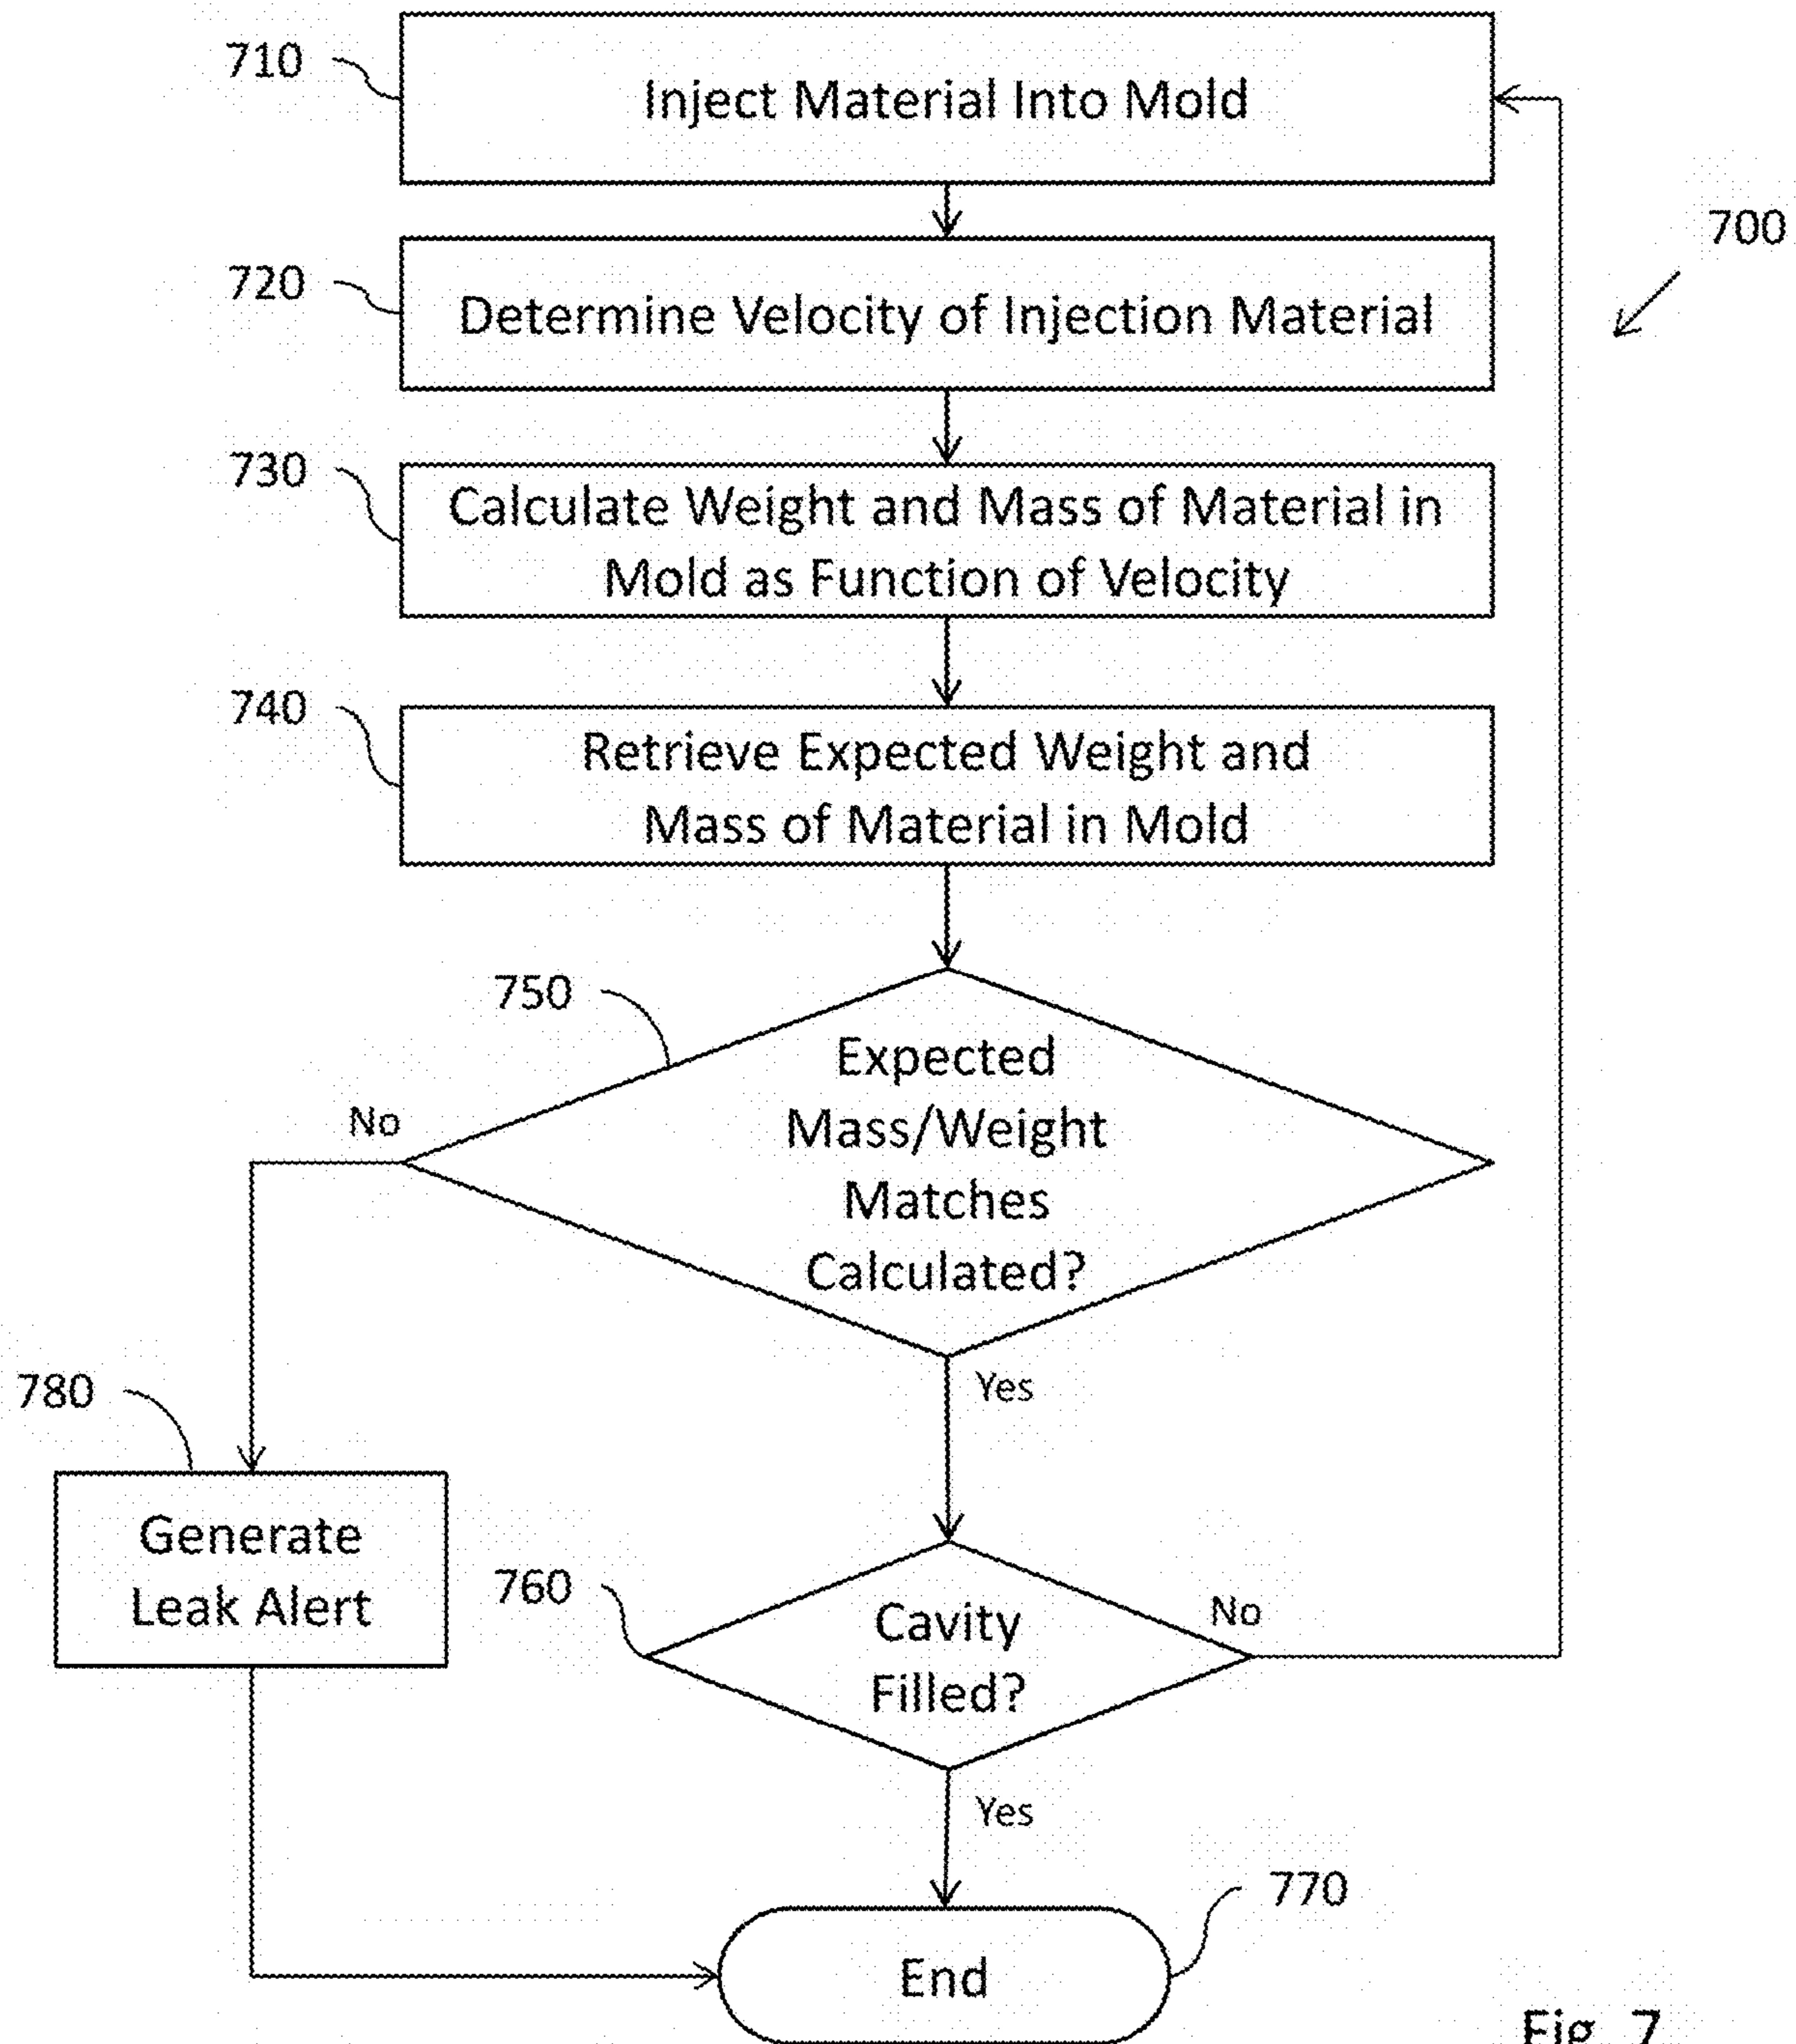 710
Inject Material Into Mold
700
720
Determine Velocity of Injection Material
730
Calculate Weight and Mass of Material in
Mold as Function of Velocity
740
Retrieve Expected Weight and
Mass of Material in Mold
750
Expected
Mass/Weight
Matches
Calculated?
No
Yes
780
Generate
Leak Alert
760
Cavity
Filled?
No
Yes
770
End
Fig. 7